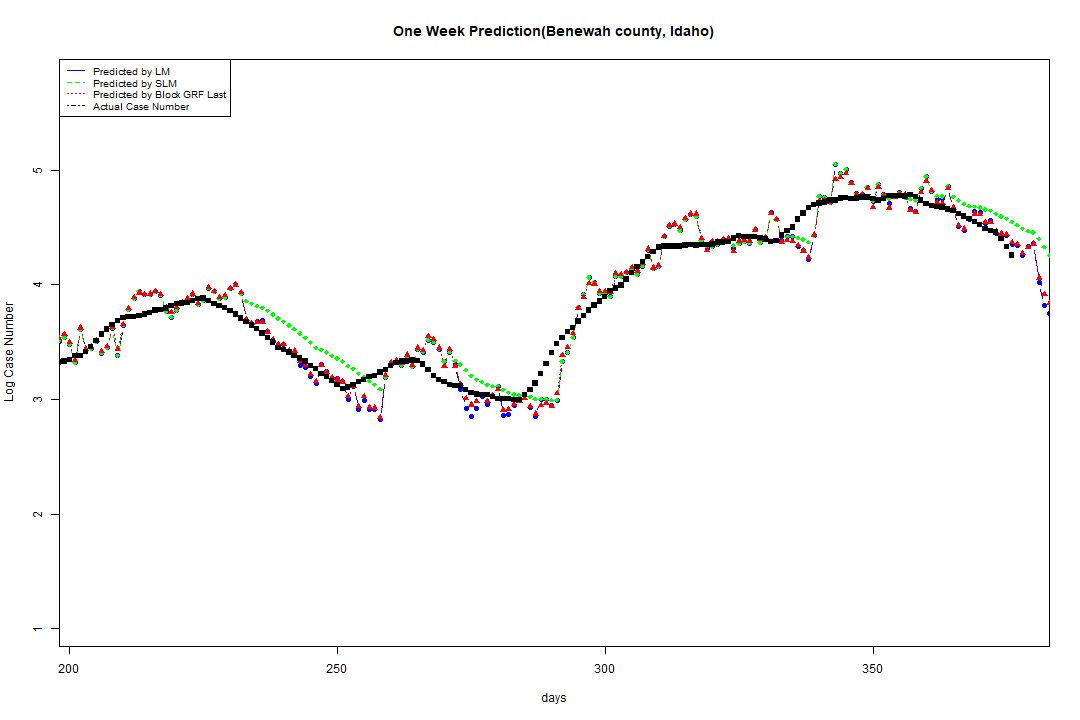 One Week Prediction(Benewah county, Idaho)
Predicted by LM
Predicted by SLM
Predicted by Block GRF Last
Actual Case Number
Log Case Number
5
4
3
2
1
200 250 300 350
days